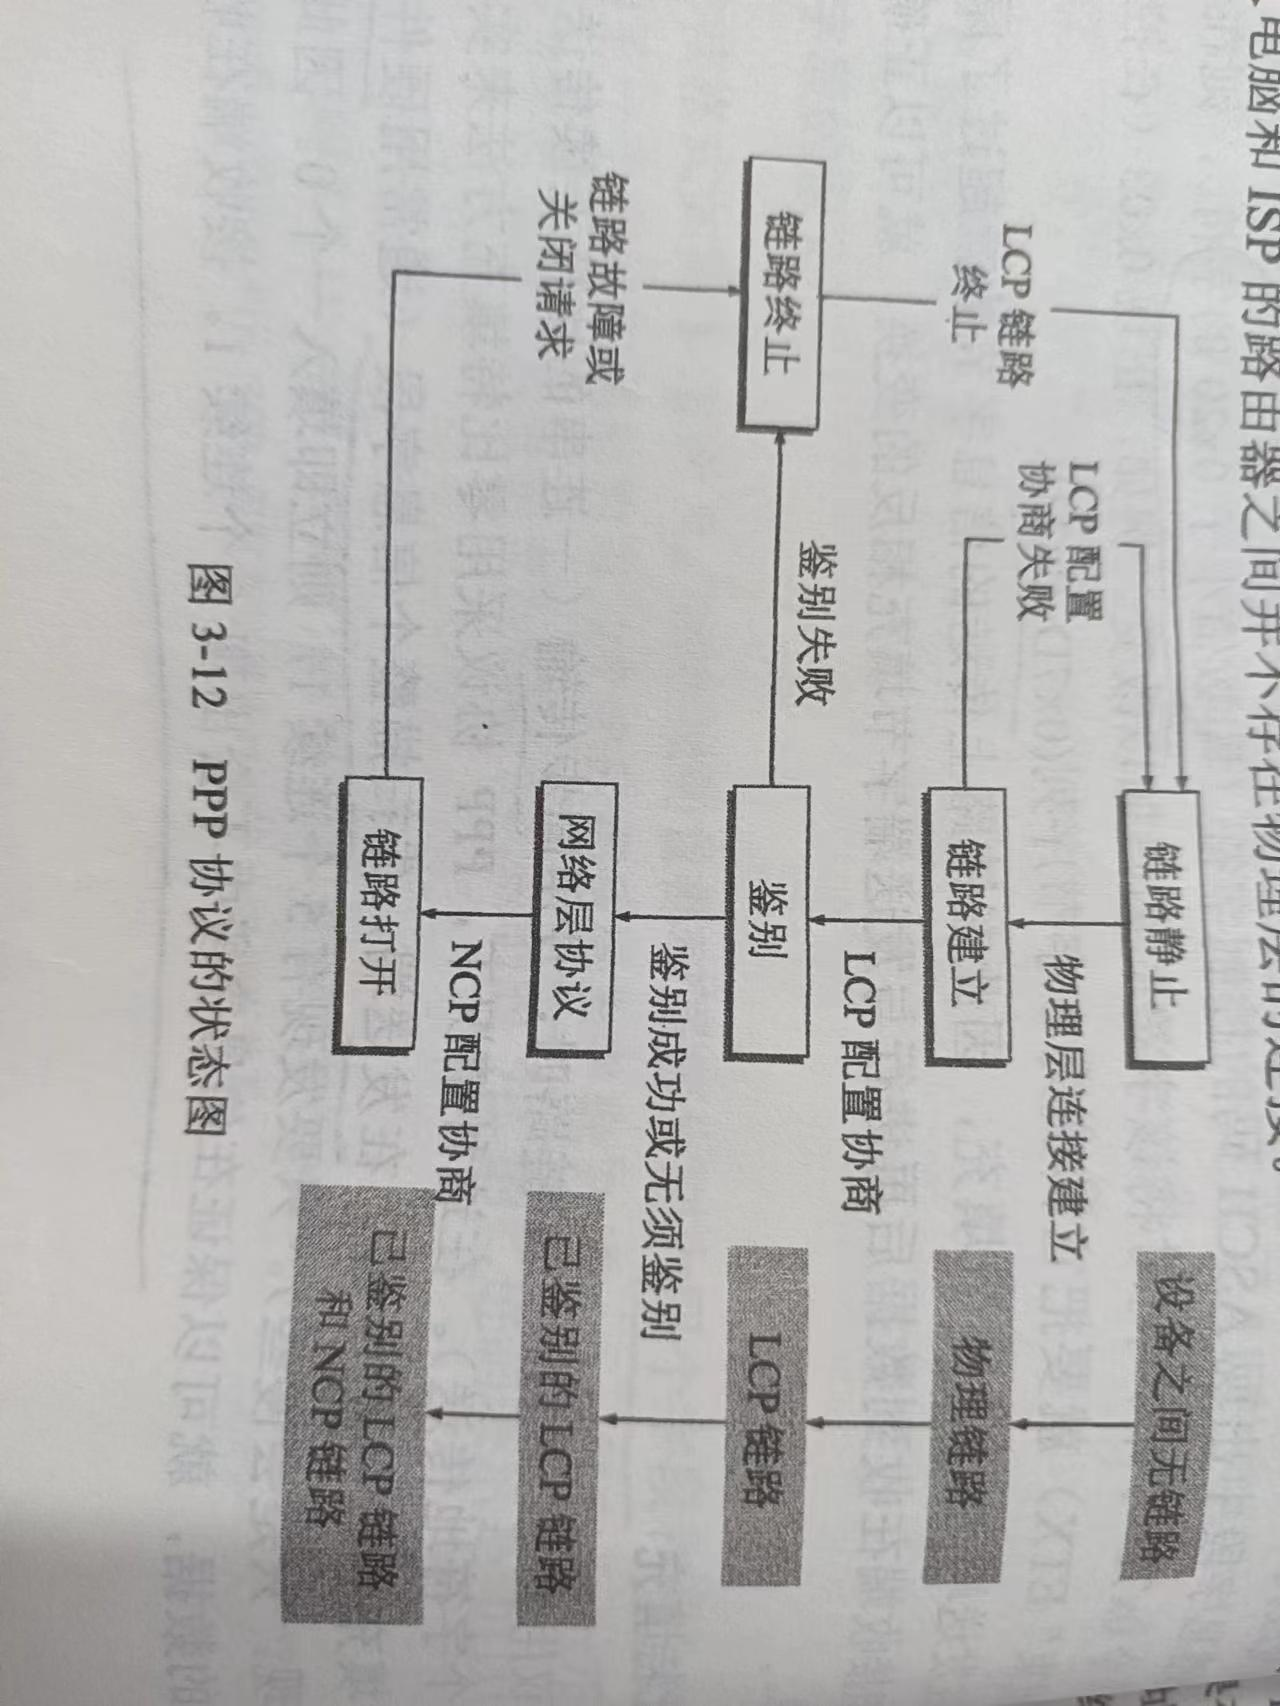 电脑和 ISP 的路由器之间并不存在物理层的连接。
设备之间无链路
链路静止
物理层连接建立
LCP 链路
终止
LCP 配置
协商失败
物理链路
链路建立
LCP 配置协商
链路终止
鉴别失败
鉴别
LCP 链路
鉴别成功或无须鉴别
链路故障或
关闭请求
网络层协议
已鉴别的 LCP 链路
NCP 配置协商
链路打开
已鉴别的 LCP 链路
和 NCP 链路
图 3-12 PPP 协议的状态图